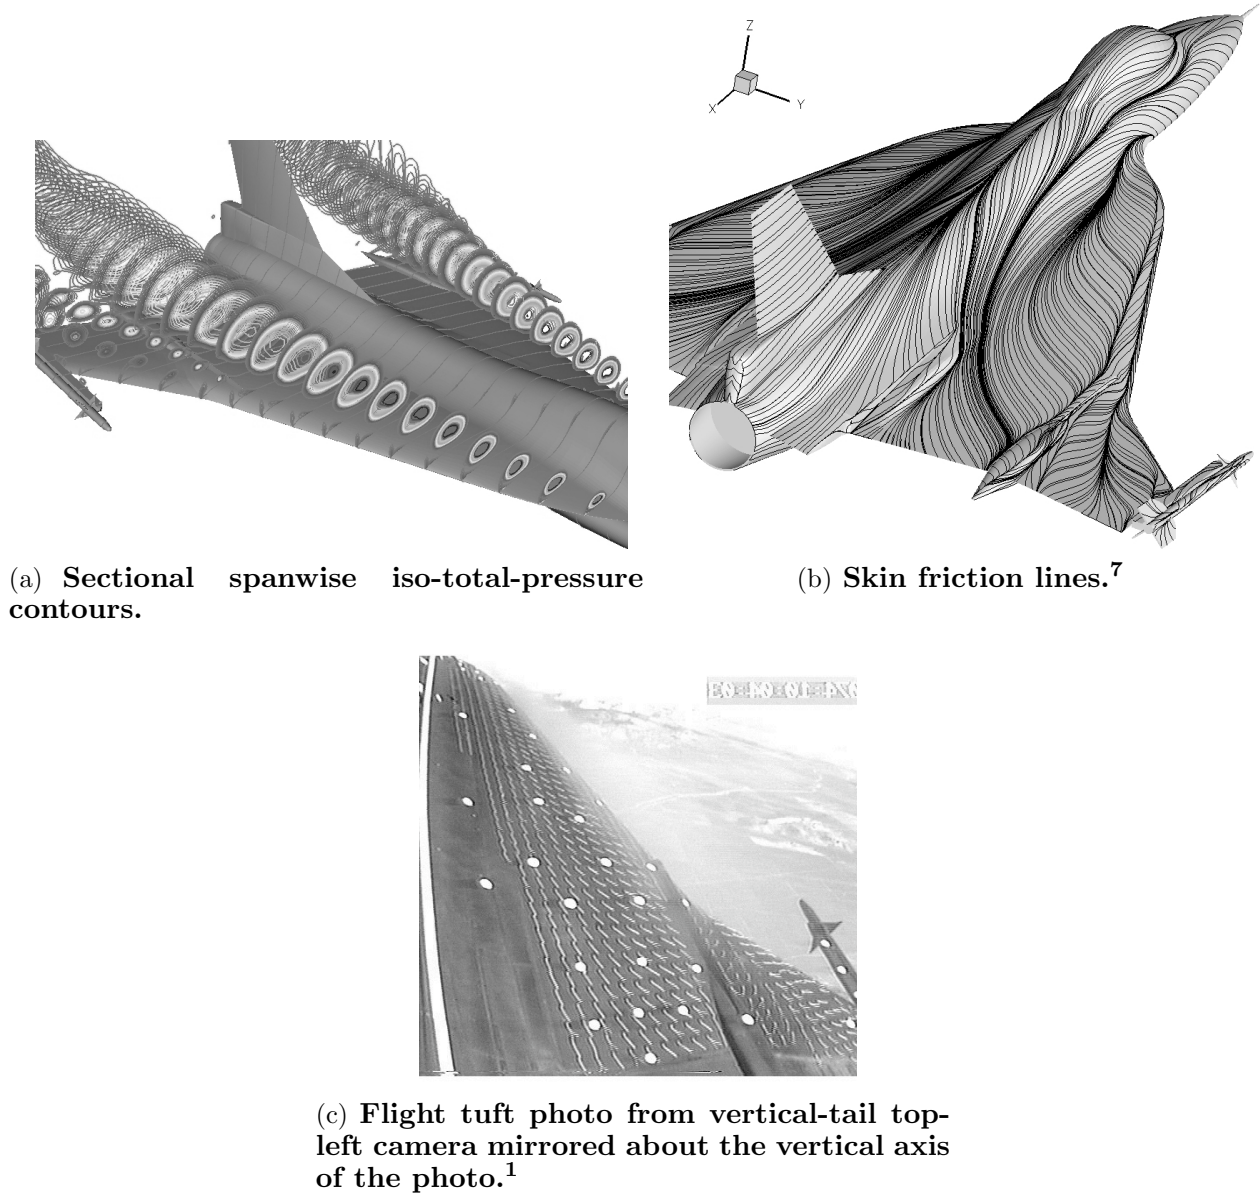 Z
X
Y
(a) Sectional spanwise iso-total-pressure
contours.
(b) Skin friction lines.7
(c) Flight tuft photo from vertical-tail top-
left camera mirrored about the vertical axis
of the photo.1